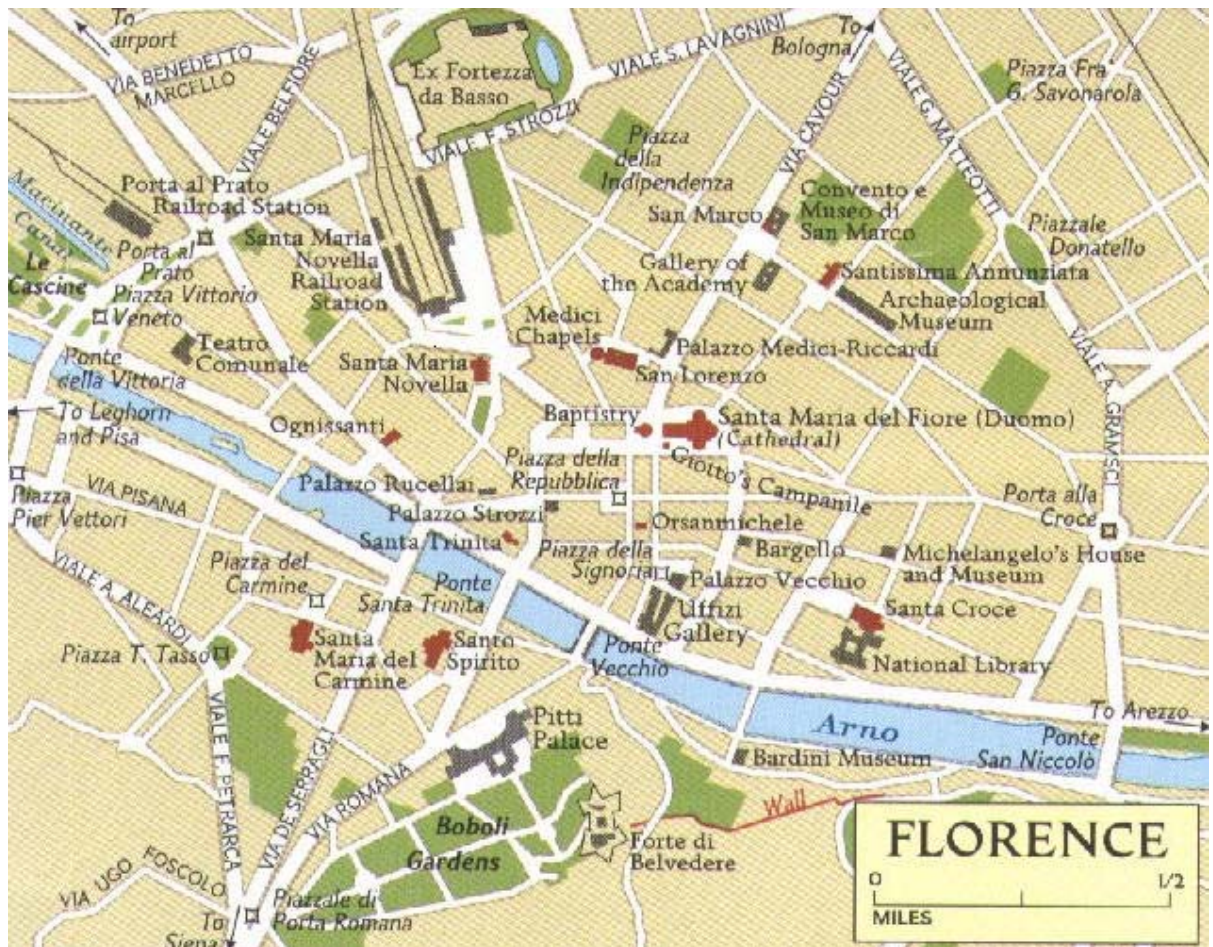 To
airport
VIA BENEDETTO
MARCELLO
VIALE BELFIORE
Ex Fortezza
da Basso
VIALE F. STROZZI
VIALE S. LAVAGNINI
To
Bologna
VIA CAVOUR
VIALE G. MATTEOTTI
Piazza Fra'
G. Savonarola
Piazza
della
Indipendenza
Macinante
Canal
Porta al Prato
Railroad Station
Le
Cascine
Porta al
Prato
Piazza Vittorio
Veneto
Santa Maria
Novella
Railroad
Station
San Marco
Convento e
Museo di
San Marco
Piazzale
Donatello
Gallery of
the Academy
Santissima Annunziata
Archaeological
Museum
Medici
Chapels
Palazzo Medici-Riccardi
San Lorenzo
Teatro
Comunale
Santa Maria
Novella
Ponte
della Vittoria
To Leghorn
and Pisa
Ognissanti
Baptistry
Santa Maria del Fiore (Duomo)
(Cathedral)
Giotto's Campanile
VIALE A. GRAMSCI
Piazza della
Repubblica
Palazzo Rucellai
Palazzo Strozzi
Santa Trinita
Orsanmichele
Porta alla
Croce
VIA PISANA
Piazza
Pier Vettori
VIALE A. ALEARDI
Piazza del
Carmine
Ponte
Santa Trinita
Piazza della
Signoria
Bargello
Palazzo Vecchio
Michelangelo's House
and Museum
Uffizi
Gallery
Santa Croce
National Library
Piazza T. Tasso
Santa
Maria del
Carmine
Santo
Spirito
Ponte
Vecchio
Arno
To Arezzo
Ponte
San Niccolò
Pitti
Palace
Bardini Museum
Wall
VIALE F. PETRARCA
VIA DE SERRAGLI
VIA ROMANA
Boboli
Gardens
Forte di
Belvedere
VIA UGO FOSCOLO
Piazzale di
Porta Romana
To
Siena
FLORENCE
0 1/2
MILES